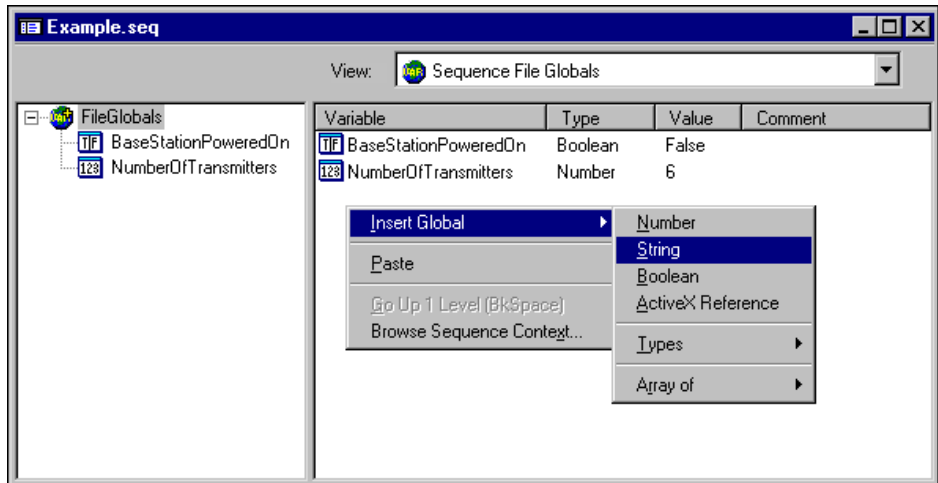 Example.seq
View: Sequence File Globals
FileGlobals
BaseStationPoweredOn
NumberOfTransmitters
Variable Type Value Comment
BaseStationPoweredOn Boolean False
NumberOfTransmitters Number 6
Insert Global
Paste
Go Up 1 Level (BkSpace)
Browse Sequence Context...
Number
String
Boolean
ActiveX Reference
Types
Array of